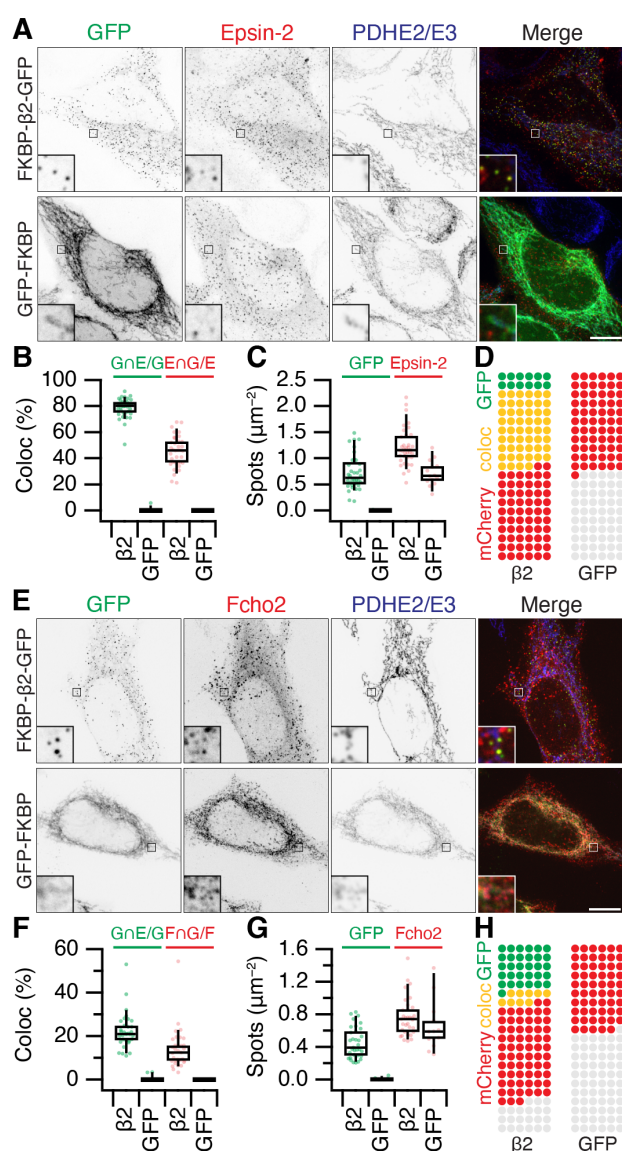 A
GFP
Epsin-2
PDHE2/E3
Merge
FKBP-β2-GFP
GFP-FKBP
B
G∩E/G E∩G/E
Coloc (%)
100
80
60
40
20
0
β2
GFP
β2
GFP
C
GFP Epsin-2
Spots (μm⁻²)
2.5
2.0
1.5
1.0
0.5
0.0
β2
GFP
β2
GFP
D
GFP
coloc
mCherry
β2
GFP
E
GFP
Fcho2
PDHE2/E3
Merge
FKBP-β2-GFP
GFP-FKBP
F
G∩E/G F∩G/F
Coloc (%)
60
40
20
0
β2
GFP
β2
GFP
G
GFP Fcho2
Spots (μm⁻²)
1.6
1.2
0.8
0.4
0.0
β2
GFP
β2
GFP
H
GFP
coloc
mCherry
β2
GFP